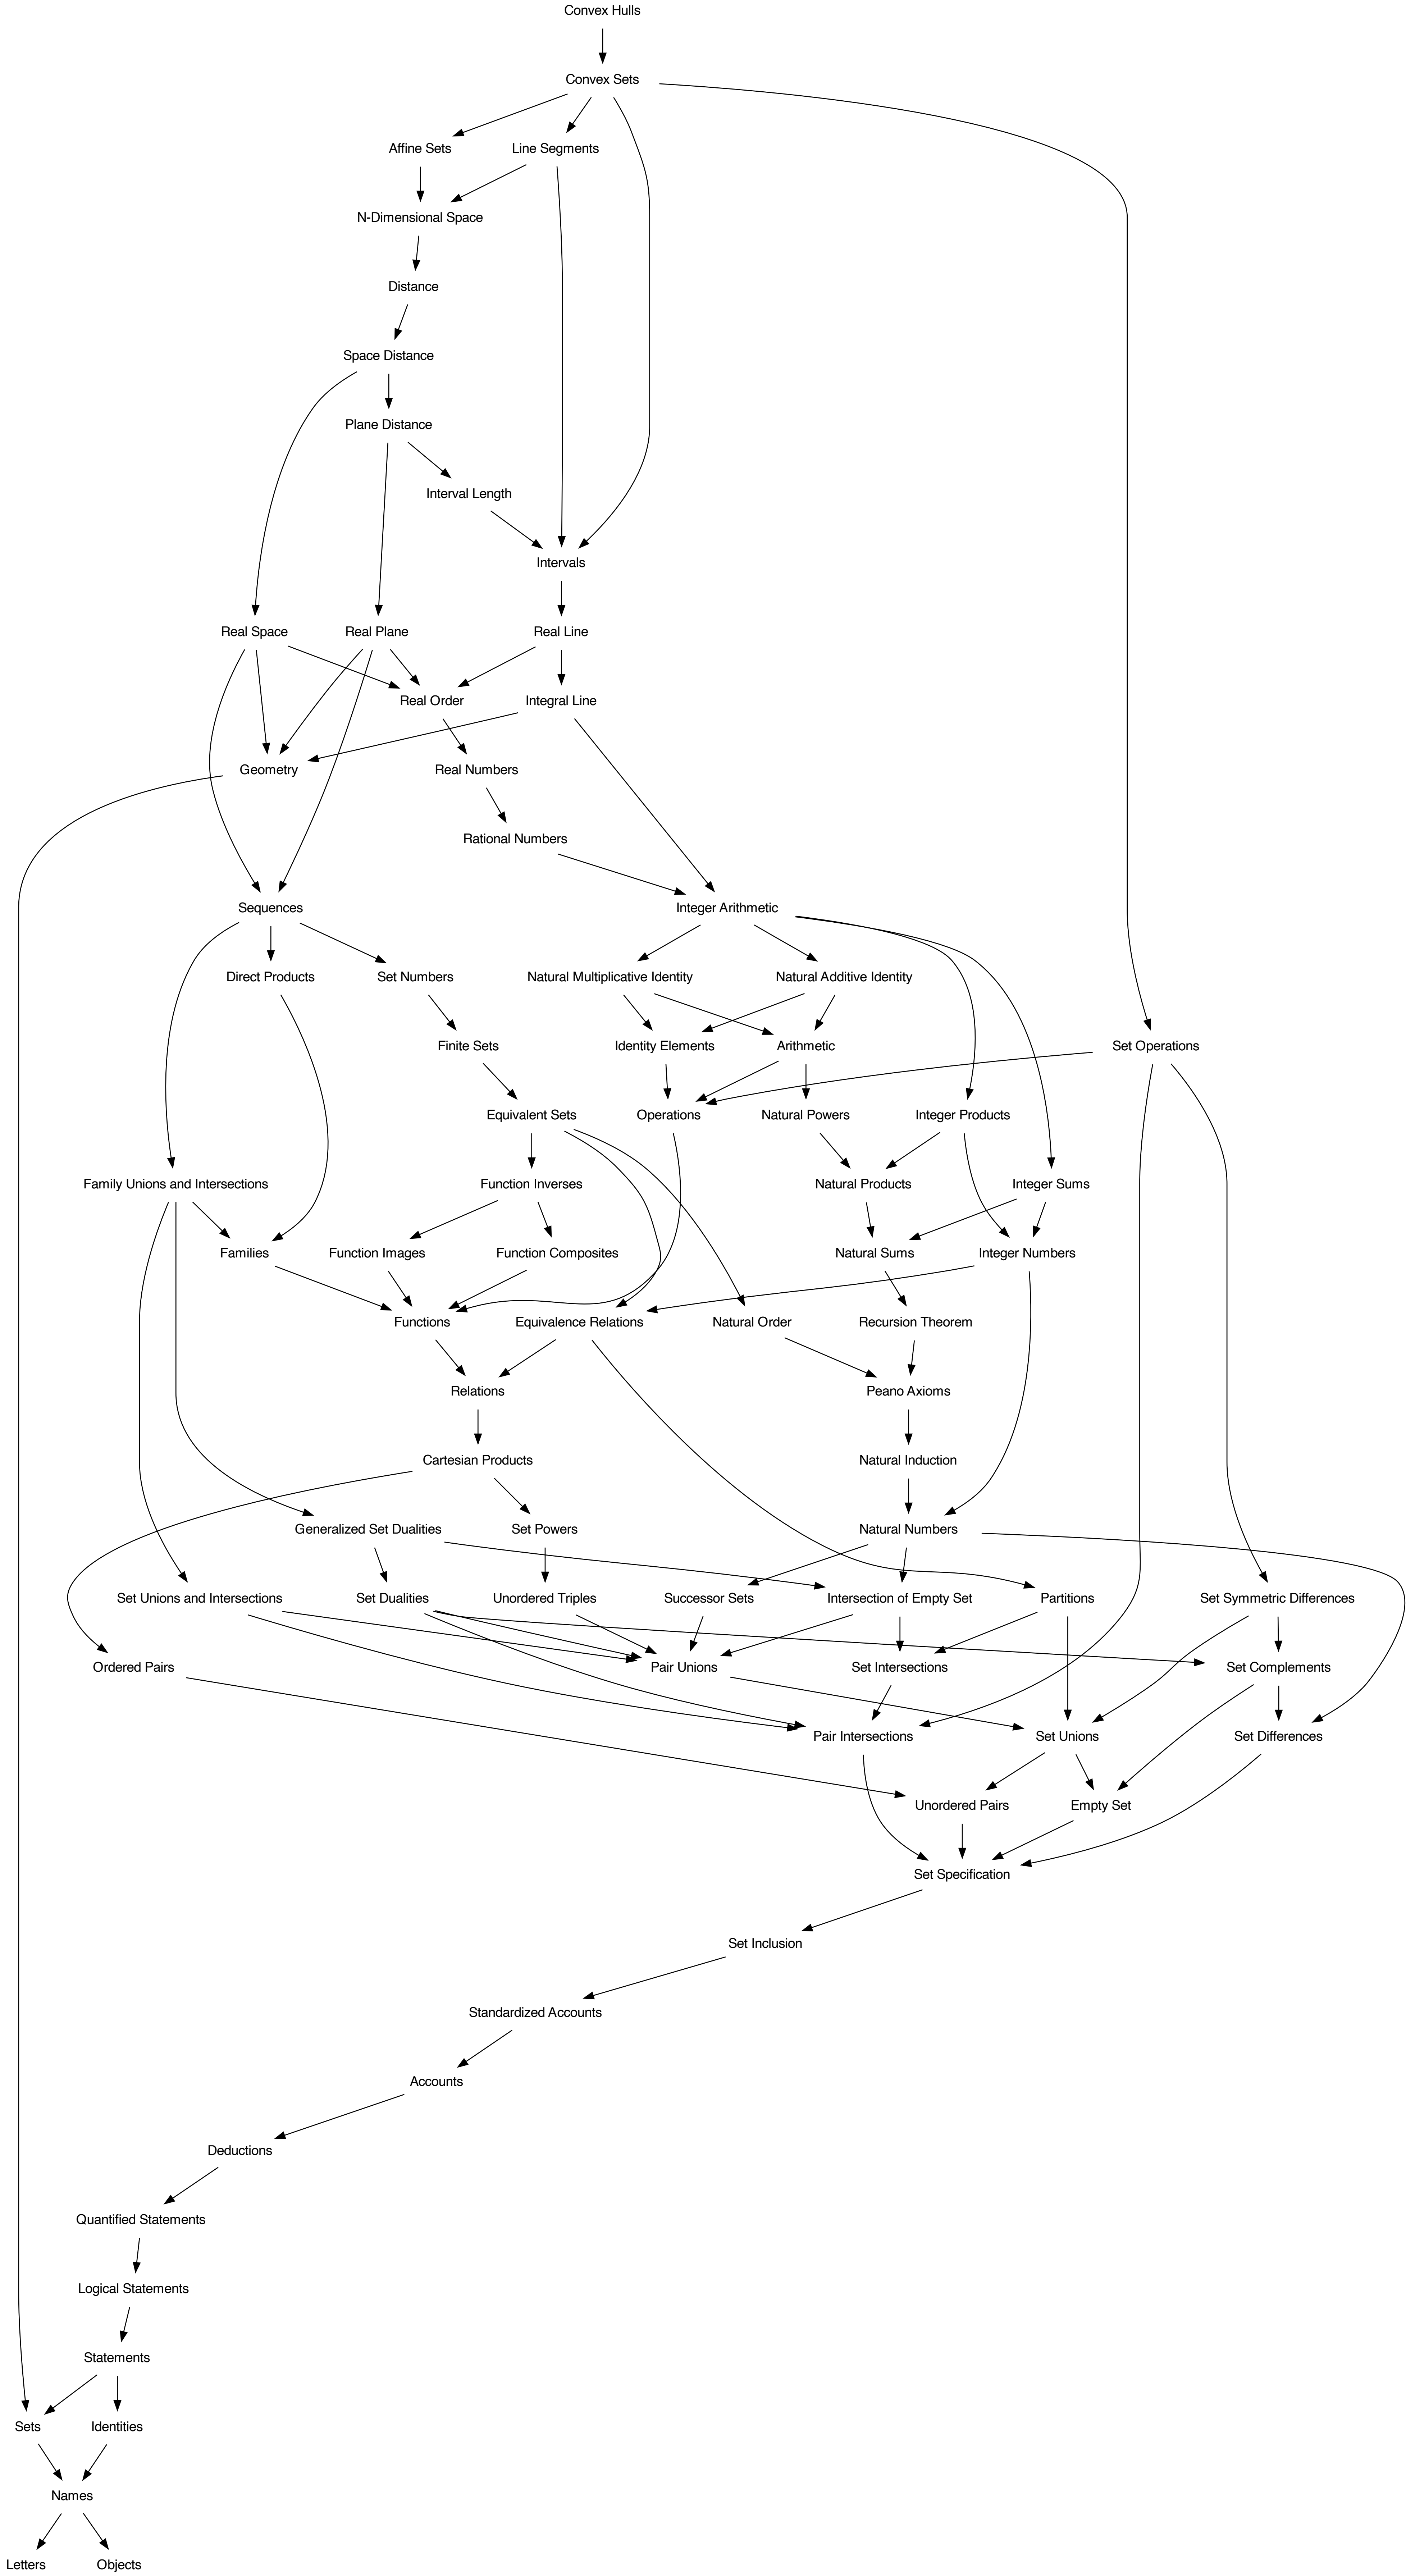 Convex Hulls
Convex Sets
Affine Sets
Line Segments
N-Dimensional Space
Distance
Space Distance
Plane Distance
Interval Length
Intervals
Real Space
Real Plane
Real Line
Real Order
Integral Line
Geometry
Real Numbers
Rational Numbers
Sequences
Integer Arithmetic
Direct Products
Set Numbers
Natural Multiplicative Identity
Natural Additive Identity
Finite Sets
Identity Elements
Arithmetic
Set Operations
Equivalent Sets
Operations
Natural Powers
Integer Products
Family Unions and Intersections
Function Inverses
Natural Products
Integer Sums
Families
Function Images
Function Composites
Natural Sums
Integer Numbers
Functions
Equivalence Relations
Natural Order
Recursion Theorem
Relations
Peano Axioms
Cartesian Products
Natural Induction
Generalized Set Dualities
Set Powers
Natural Numbers
Set Unions and Intersections
Set Dualities
Unordered Triples
Successor Sets
Intersection of Empty Set
Partitions
Set Symmetric Differences
Ordered Pairs
Pair Unions
Set Intersections
Set Complements
Pair Intersections
Set Unions
Set Differences
Unordered Pairs
Empty Set
Set Specification
Set Inclusion
Standardized Accounts
Accounts
Deductions
Quantified Statements
Logical Statements
Statements
Sets
Identities
Names
Letters
Objects